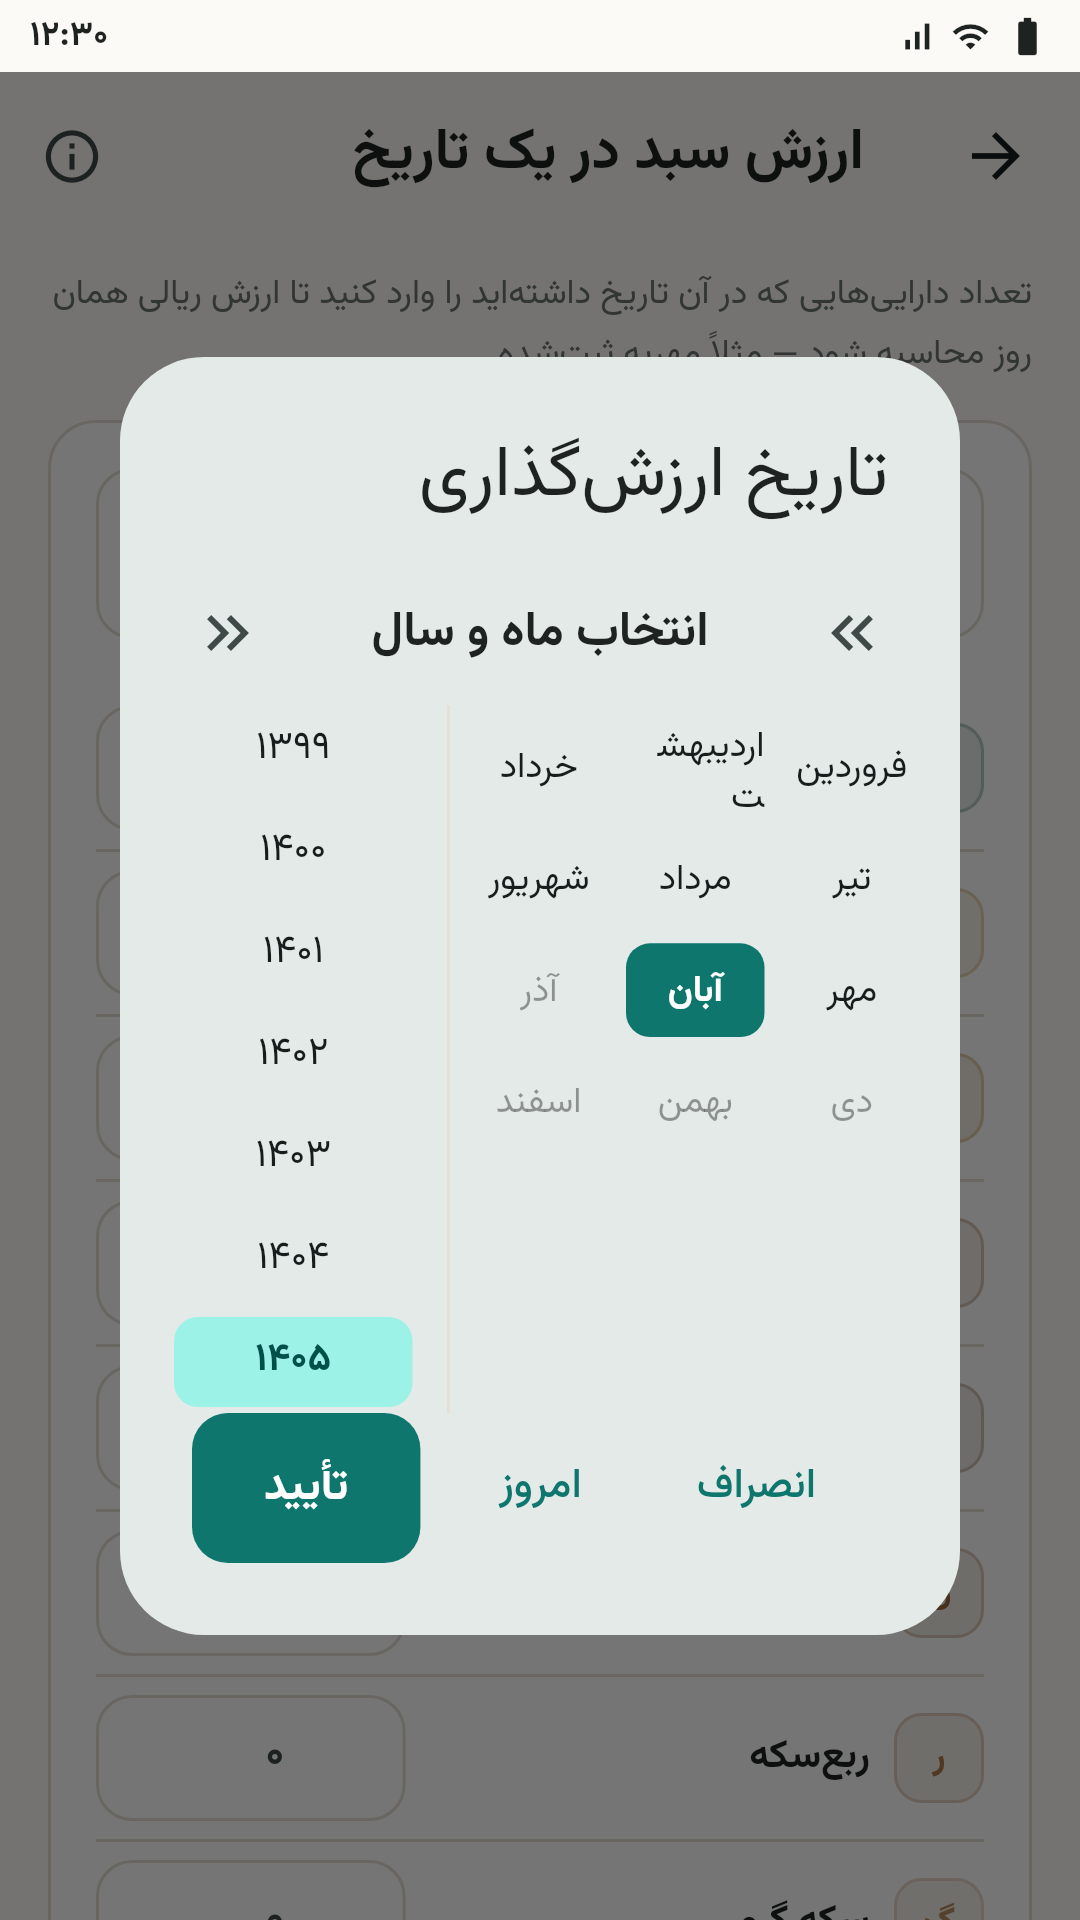 ۱۲:۳۰
ارزش سبد در یک تاریخ
تعداد دارایی‌هایی که در آن تاریخ داشته‌اید را وارد کنید تا ارزش ریالی همان
روز محاسبه شود — مثلاً مهریه ثبت‌شده
تاریخ ارزش‌گذاری
انتخاب ماه و سال
فروردین اردیبهش
ت خرداد
تیر مرداد شهریور
مهر آبان آذر
دی بهمن اسفند
۱۳۹۹
۱۴۰۰
۱۴۰۱
۱۴۰۲
۱۴۰۳
۱۴۰۴
۱۴۰۵
انصراف امروز تأیید
ر ربع‌سکه ۰